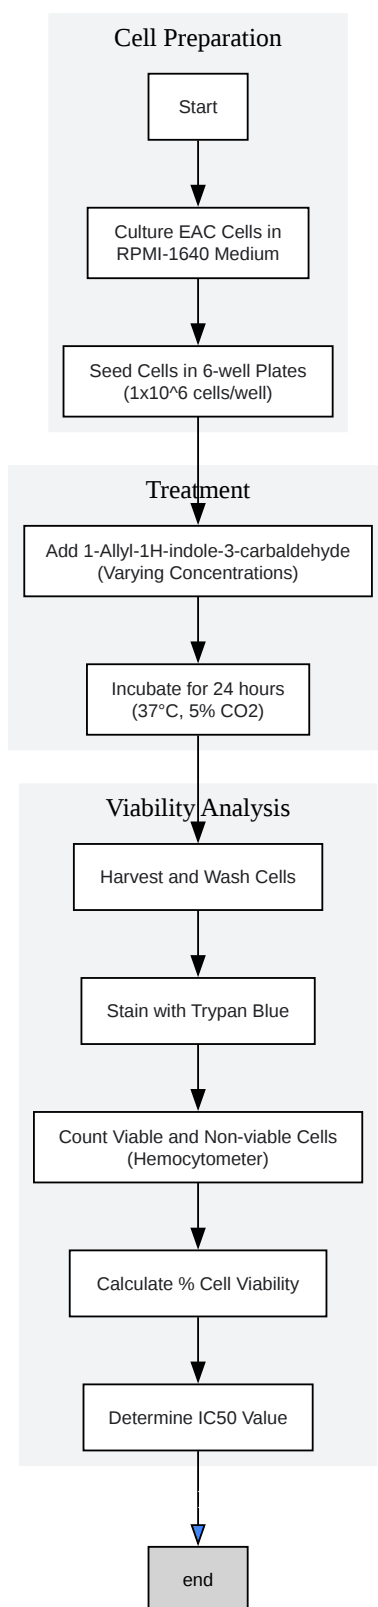 Cell Preparation
Start
Culture EAC Cells in
RPMI-1640 Medium
Seed Cells in 6-well Plates
(1x10^6 cells/well)
Treatment
Add 1-Allyl-1H-indole-3-carbaldehyde
(Varying Concentrations)
Incubate for 24 hours
(37°C, 5% CO2)
Viability Analysis
Harvest and Wash Cells
Stain with Trypan Blue
Count Viable and Non-viable Cells
(Hemocytometer)
Calculate % Cell Viability
Determine IC50 Value
end